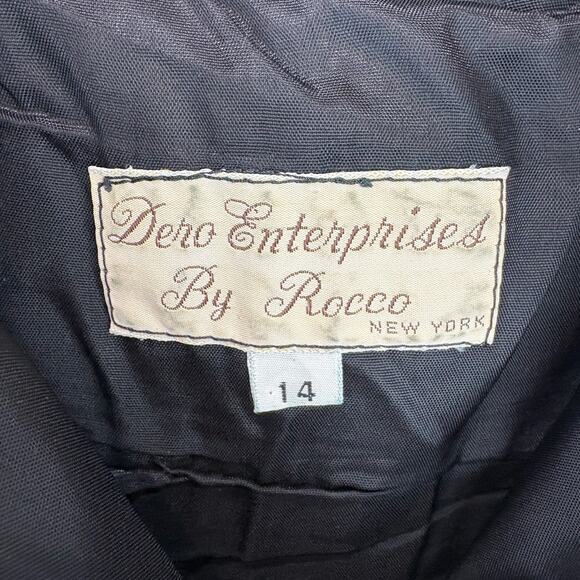 Dero Enterprises
By Rocco
NEW YORK
14